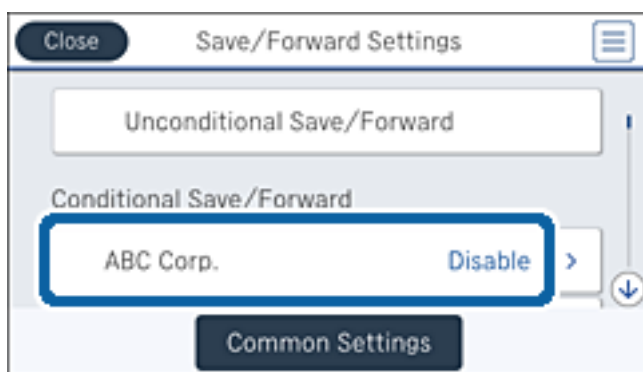 Close Save/Forward Settings
Unconditional Save/Forward
Conditional Save/Forward
ABC Corp. Disable
Common Settings